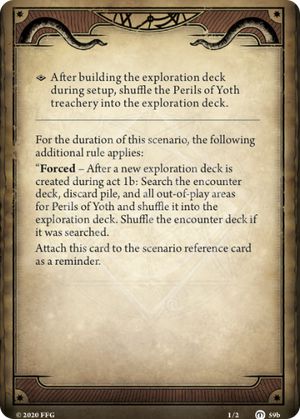 After building the exploration deck
during setup, shuffle the Perils of Yoth
treachery into the exploration deck.
For the duration of this scenario, the following
additional rule applies:
"Forced – After a new exploration deck is
created during act 1b: Search the encounter
deck, discard pile, and all out-of-play areas
for Perils of Yoth and shuffle it into the
exploration deck. Shuffle the encounter deck if
it was searched.
Attach this card to the scenario reference card
as a reminder.
© 2020 FFG 1/2 59b